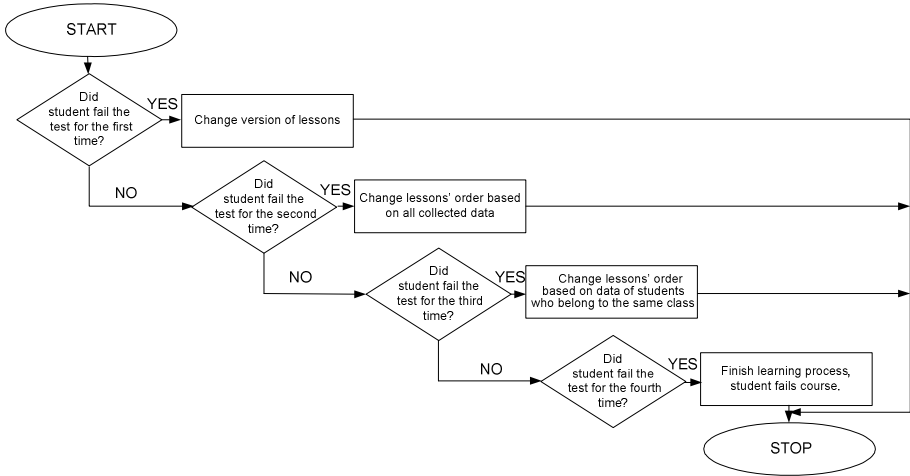 START
Did
student fail the
test for the first
time?
YES
Change version of lessons
NO
Did
student fail the
test for the second
time?
YES
Change lessons' order based
on all collected data
NO
Did
student fail the
test for the third
time?
YES
Change lessons' order
based on data of students
who belong to the same class
NO
Did
student fail the
test for the fourth
time?
YES
Finish learning process,
student fails course.
STOP